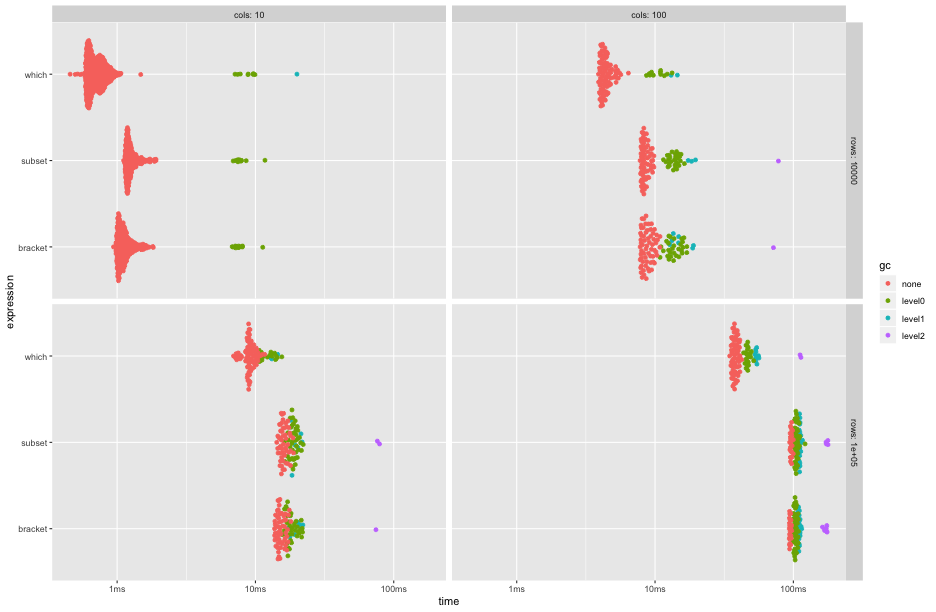 cols: 10
cols: 100
which
subset
bracket
rows: 10000
which
subset
bracket
rows: 1e+05
1ms
10ms
100ms
1ms
10ms
100ms
time
expression
gc
none
level0
level1
level2